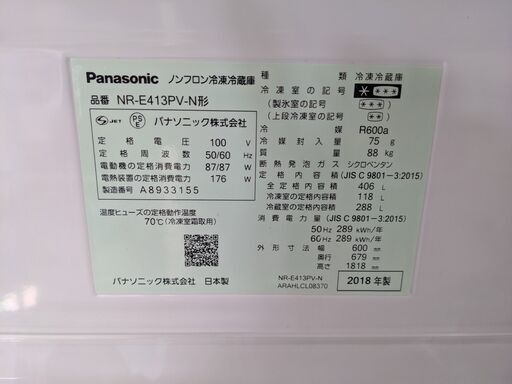 Panasonic ノンフロン冷凍冷蔵庫
品番 NR-E413PV-N形
S JET PSE パナソニック株式会社
定格電圧 100 V
定格周波数 50/60 Hz
電動機の定格消費電力 87/87 W
電熱装置の定格消費電力 176 W
製造番号 A8933155
温度ヒューズの定格動作温度
70℃(冷凍室霜取用)
パナソニック株式会社 日本製
種類 冷凍冷蔵庫
冷凍室の記号 * ***
(製氷室の記号) ( ** )
(上段冷凍室の記号) ( ** )
冷媒 R600a
冷媒封入量 75 g
質量 88 kg
断熱発泡ガス シクロペンタン
定格内容積 (JIS C 9801-3:2015)
全定格内容積 406 L
冷凍室の定格内容積 118 L
冷蔵室の定格内容積 288 L
消費電力量 (JIS C 9801-3:2015)
50Hz 289 kWh/年
60Hz 289 kWh/年
外形寸法 幅 600 mm
奥行 679 mm
高さ 1818 mm
NR-E413PV-N
ARAHLCL08370
2018年製